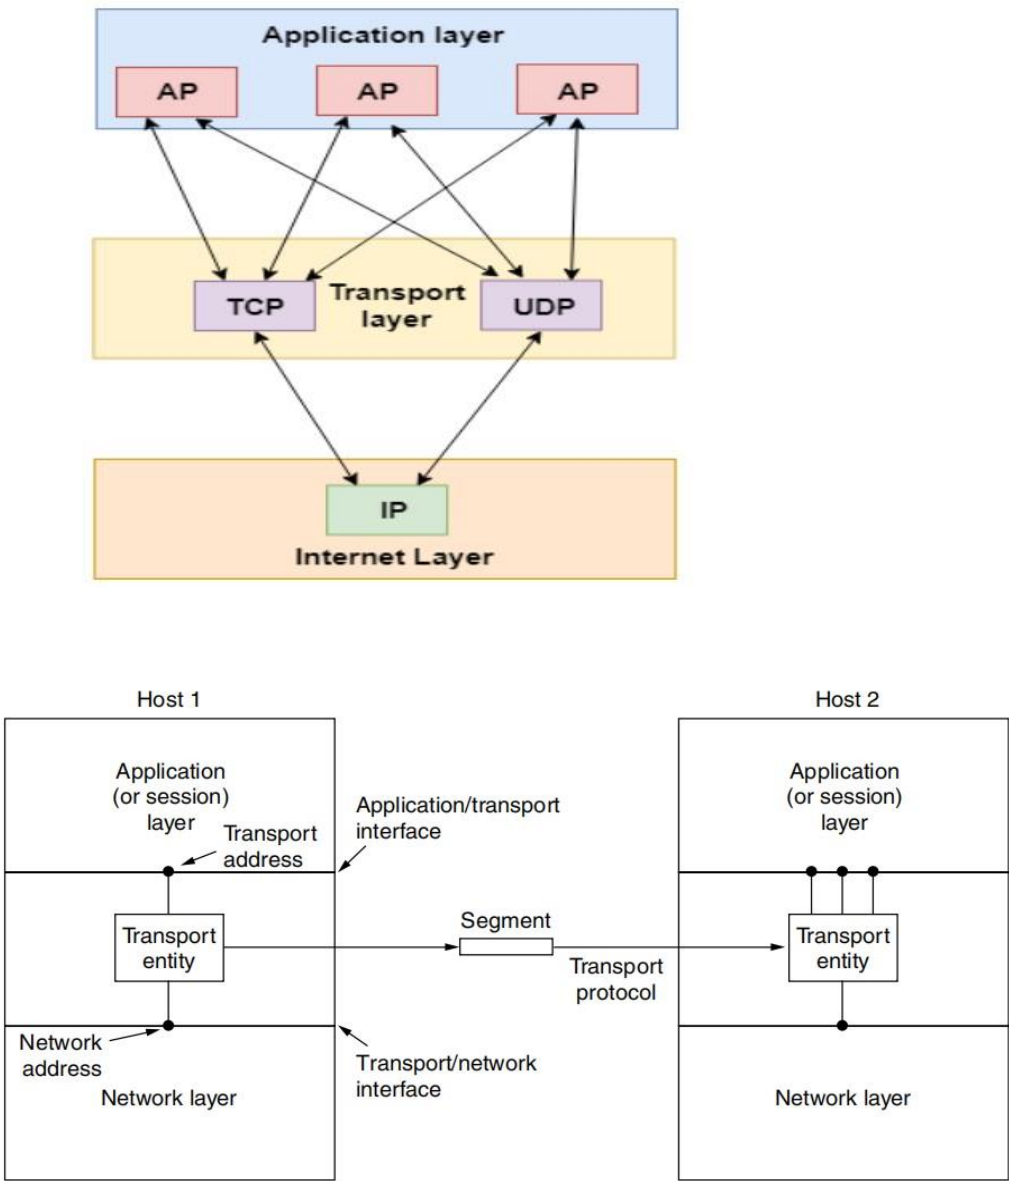 Application layer
AP
AP
AP
TCP
Transport
layer
UDP
IP
Internet Layer
Host 1
Host 2
Application
(or session)
layer
Transport
address
Application/transport
interface
Application
(or session)
layer
Transport
entity
Segment
Transport
protocol
Transport
entity
Network
address
Transport/network
interface
Network layer
Network layer